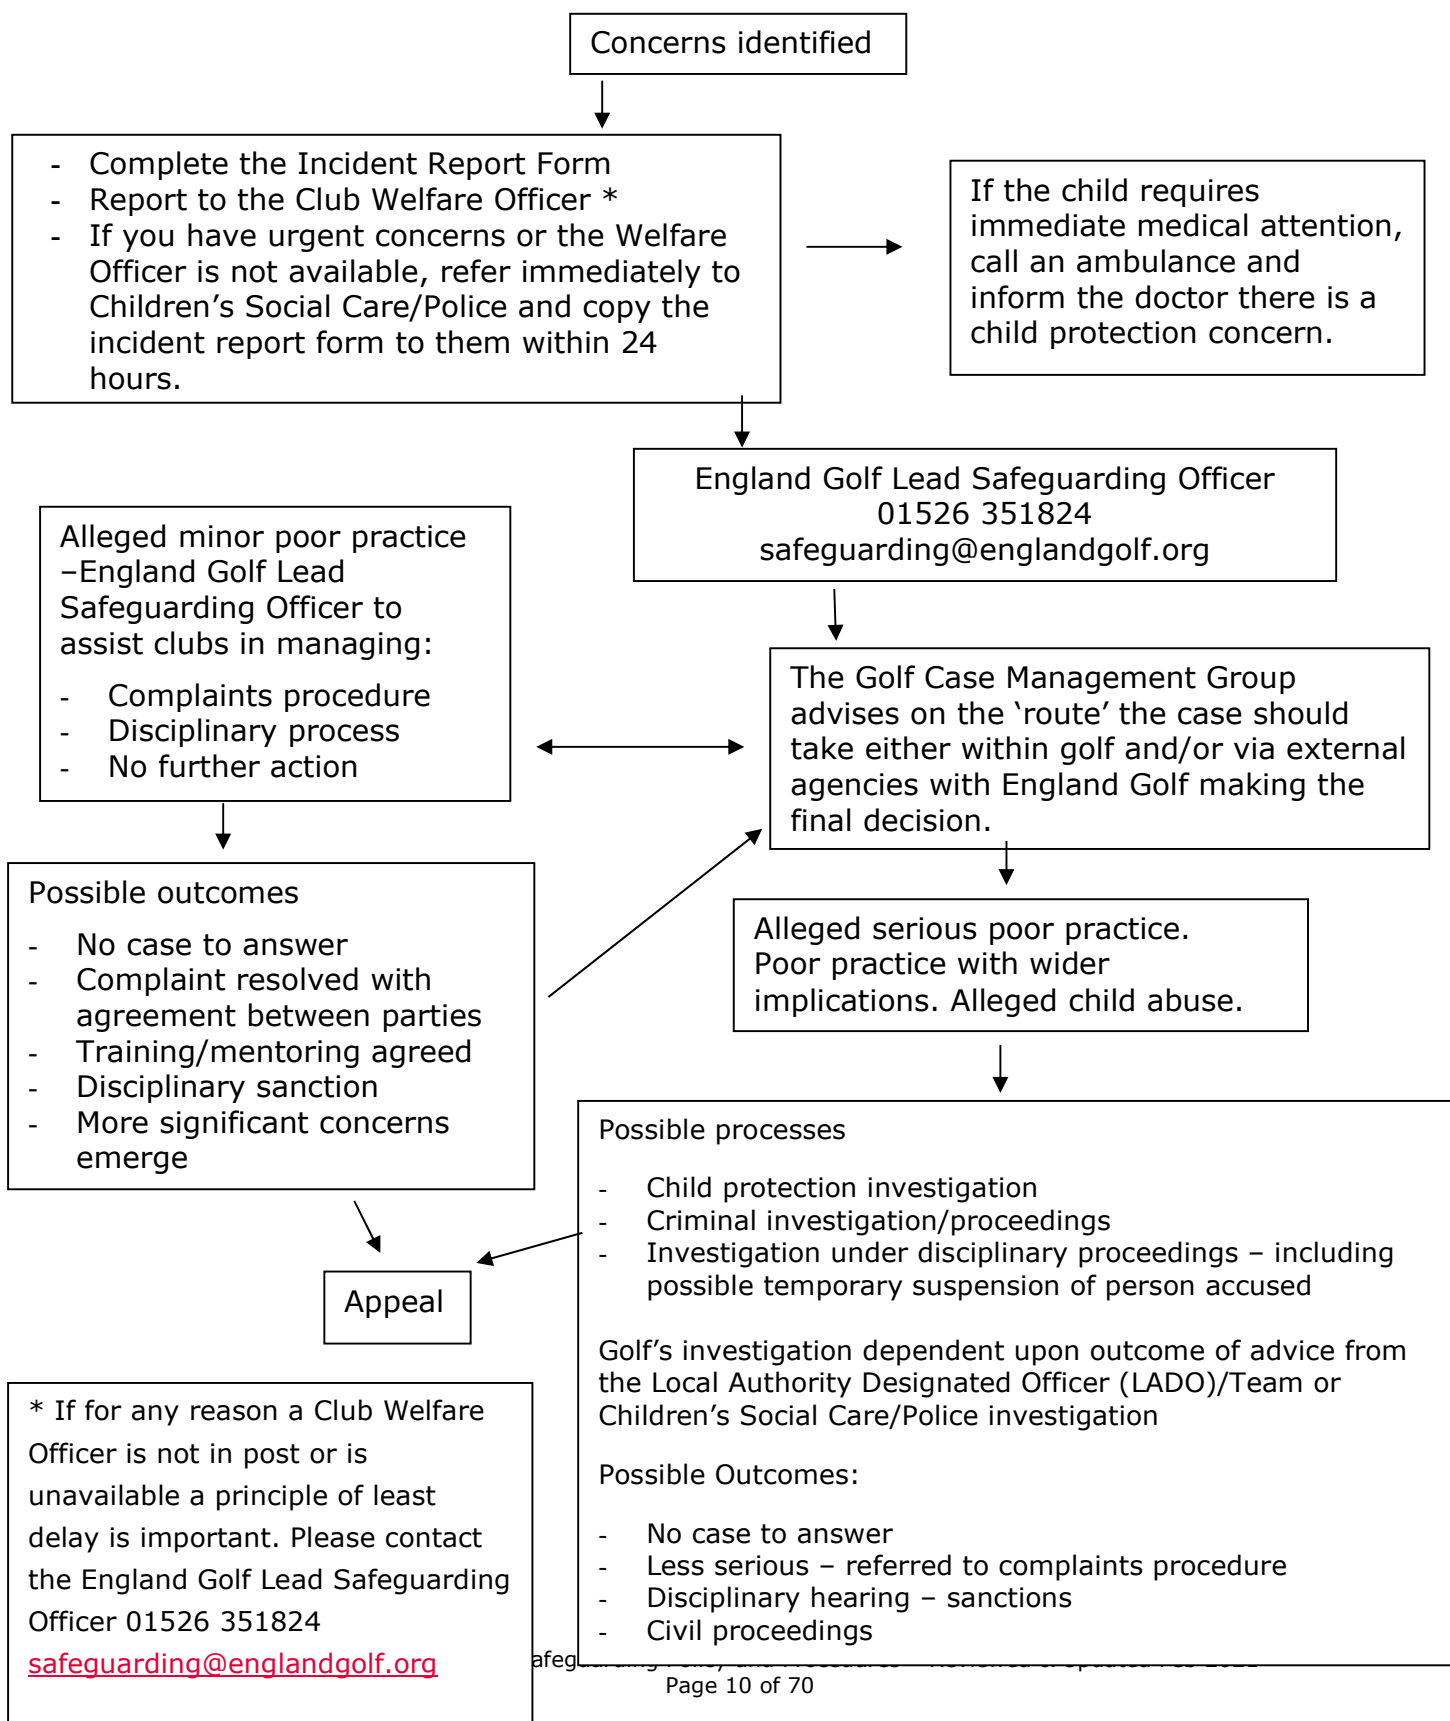 Concerns identified
- Complete the Incident Report Form
- Report to the Club Welfare Officer *
- If you have urgent concerns or the Welfare
Officer is not available, refer immediately to
Children’s Social Care/Police and copy the
incident report form to them within 24
hours.
If the child requires
immediate medical attention,
call an ambulance and
inform the doctor there is a
child protection concern.
England Golf Lead Safeguarding Officer
01526 351824
safeguarding@englandgolf.org
Alleged minor poor practice
–England Golf Lead
Safeguarding Officer to
assist clubs in managing:
- Complaints procedure
- Disciplinary process
- No further action
The Golf Case Management Group
advises on the ‘route’ the case should
take either within golf and/or via external
agencies with England Golf making the
final decision.
Possible outcomes
- No case to answer
- Complaint resolved with
agreement between parties
- Training/mentoring agreed
- Disciplinary sanction
- More significant concerns
emerge
Alleged serious poor practice.
Poor practice with wider
implications. Alleged child abuse.
Possible processes
- Child protection investigation
- Criminal investigation/proceedings
- Investigation under disciplinary proceedings – including
possible temporary suspension of person accused
Golf’s investigation dependent upon outcome of advice from
the Local Authority Designated Officer (LADO)/Team or
Children’s Social Care/Police investigation
Possible Outcomes:
- No case to answer
- Less serious – referred to complaints procedure
- Disciplinary hearing – sanctions
- Civil proceedings
Appeal
* If for any reason a Club Welfare
Officer is not in post or is
unavailable a principle of least
delay is important. Please contact
the England Golf Lead Safeguarding
Officer 01526 351824
safeguarding@englandgolf.org
Page 10 of 70